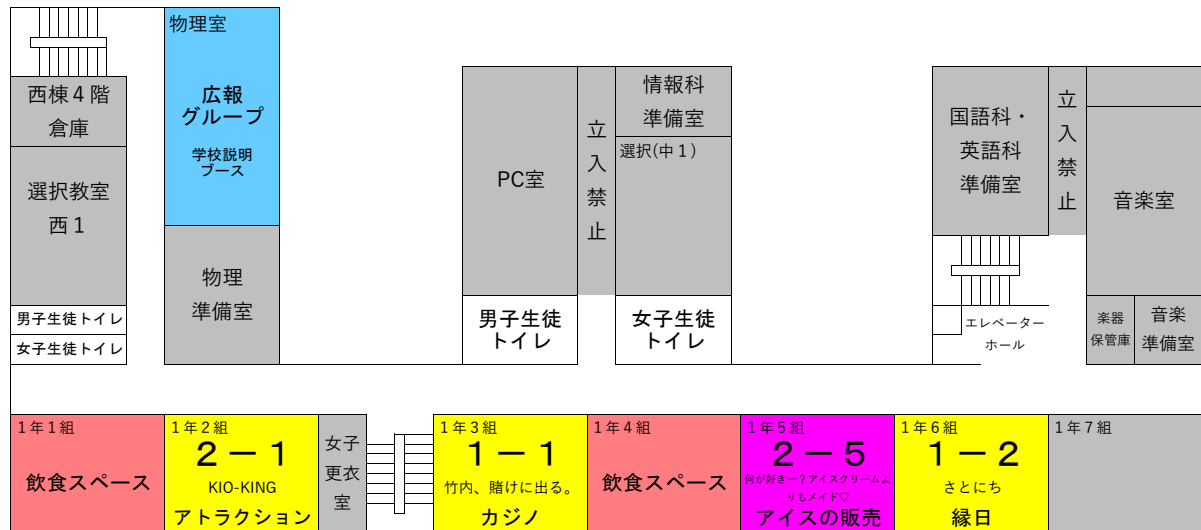 物理室
広報
グループ
学校説明
ブース
西棟４階
倉庫
選択教室
西１
物理
準備室
男子生徒トイレ
女子生徒トイレ
PC室
立入禁止
情報科
準備室
選択(中１)
男子生徒
トイレ
女子生徒
トイレ
国語科・
英語科
準備室
立入禁止
音楽室
エレベーター
ホール
楽器
保管庫
音楽
準備室
１年１組
飲食スペース
１年２組
２－１
KIO-KING
アトラクション
女子
更衣
室
１年３組
１－１
竹内、賭けに出る。
カジノ
１年４組
飲食スペース
１年５組
２－５
何が好きー？アイスクリームよ
りもメイド♡
アイスの販売
１年６組
１－２
さとにち
縁日
１年７組